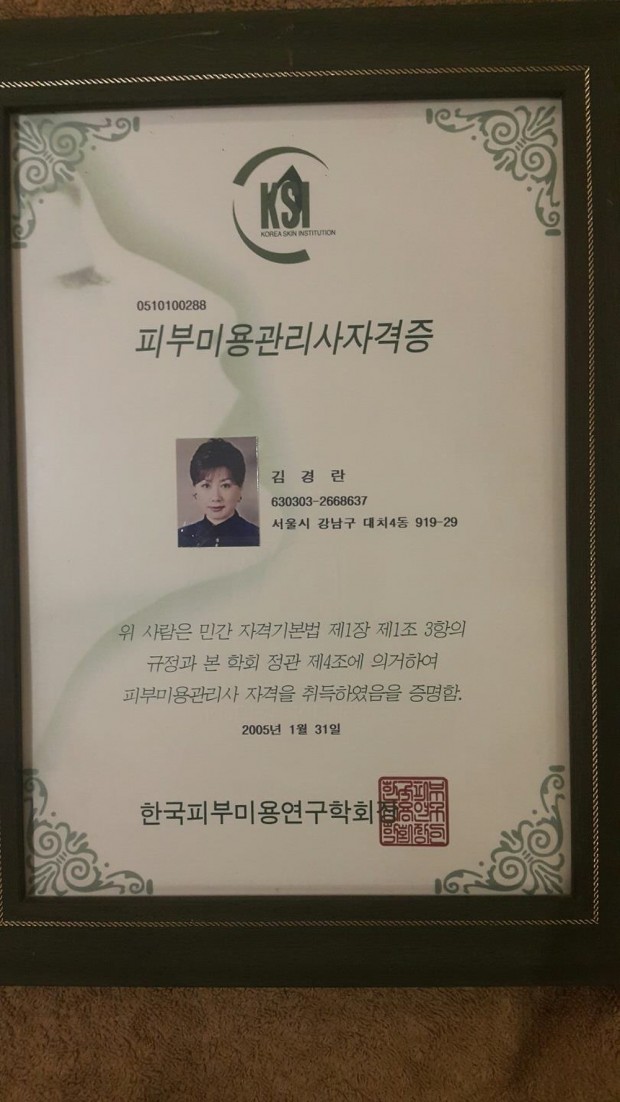 KSI
KOREA SKIN INSTITUTION
0510100288
피부미용관리사자격증
김 경 란
630303-2668637
서울시 강남구 대치4동 919-29
위 사람은 민간 자격기본법 제1장 제1조 3항의
규정과 본 학회 정관 제4조에 의거하여
피부미용관리사 자격을 취득하였음을 증명함.
2005년 1월 31일
한국피부미용연구학회장